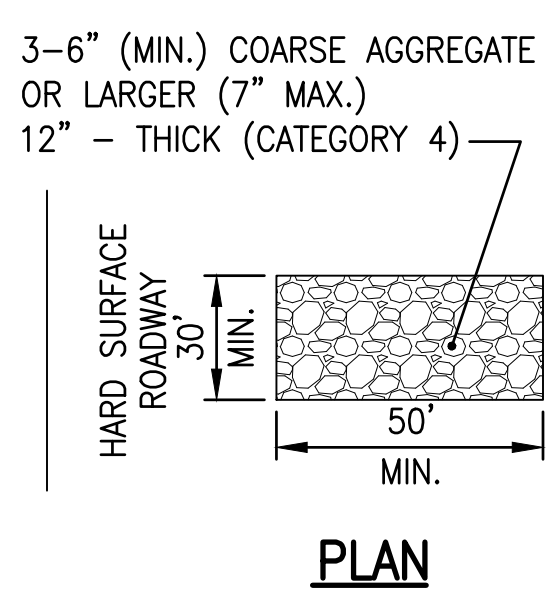 3-6" (MIN.) COARSE AGGREGATE
OR LARGER (7" MAX.)
12" - THICK (CATEGORY 4)
HARD SURFACE
ROADWAY
30'
MIN.
50'
MIN.
PLAN